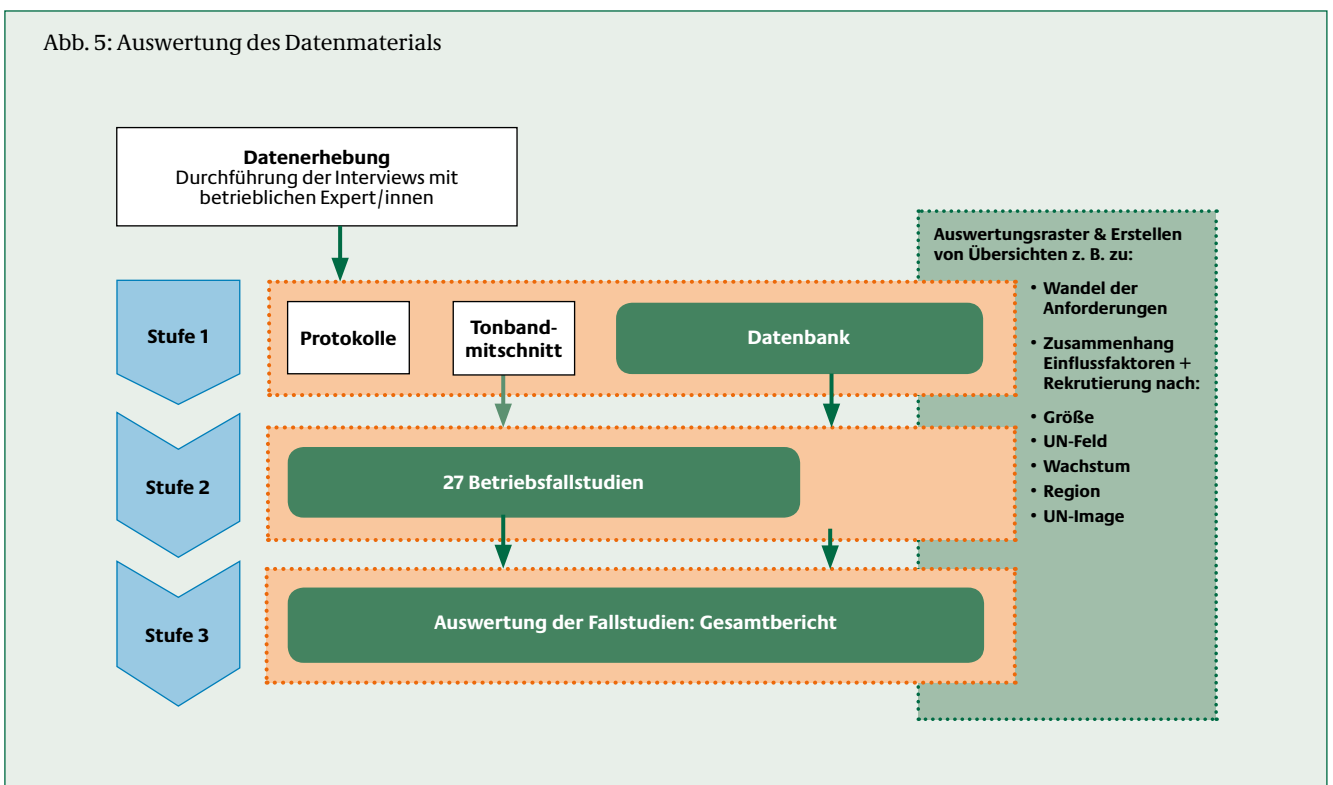 Abb. 5: Auswertung des Datenmaterials
Datenerhebung
Durchführung der Interviews mit
betrieblichen Expert/innen
Stufe 1
Protokolle
Tonband-
mitschnitt
Datenbank
Stufe 2
27 Betriebsfallstudien
Stufe 3
Auswertung der Fallstudien: Gesamtbericht
Auswertungsraster & Erstellen
von Übersichten z. B. zu:
• Wandel der
Anforderungen
• Zusammenhang
Einflussfaktoren +
Rekrutierung nach:
• Größe
• UN-Feld
• Wachstum
• Region
• UN-Image